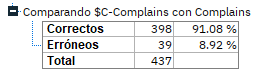 Comparando $C-Complains con Complains
Correctos 398 91.08 %
Erróneos 39 8.92 %
Total 437